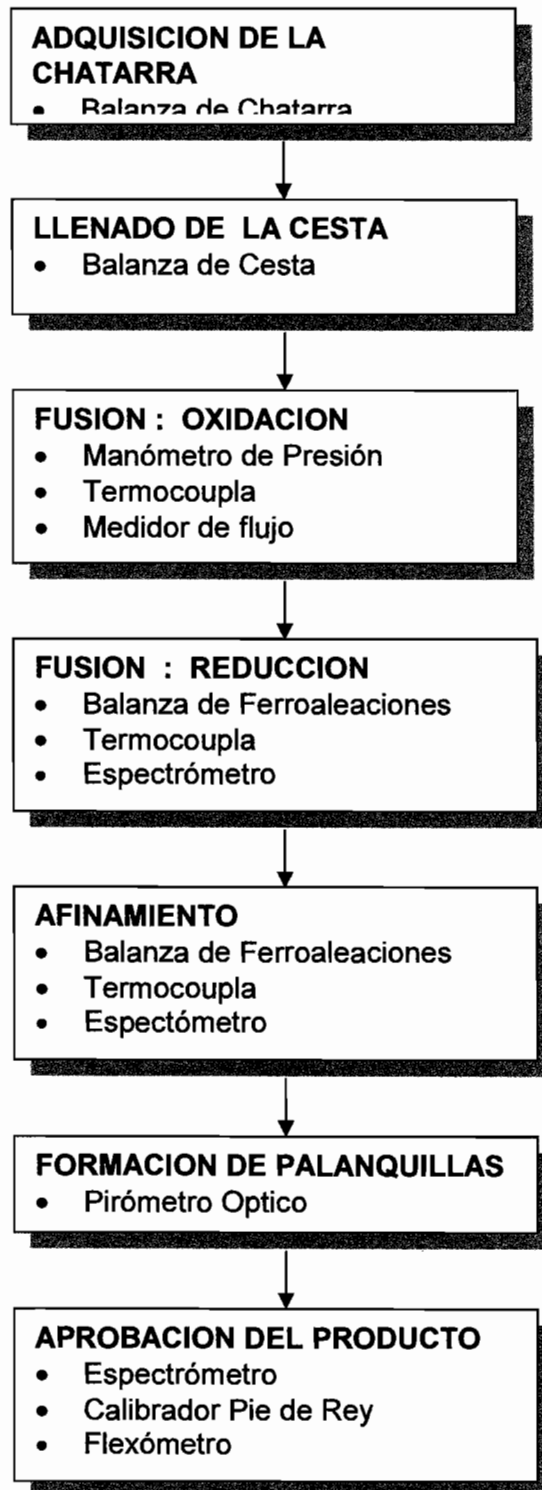 ADQUISICION DE LA
CHATARRA
• Balanza de Chatarra
LLENADO DE LA CESTA
• Balanza de Cesta
FUSION : OXIDACION
• Manómetro de Presión
• Termocoupla
• Medidor de flujo
FUSION : REDUCCION
• Balanza de Ferroaleaciones
• Termocoupla
• Espectrómetro
AFINAMIENTO
• Balanza de Ferroaleaciones
• Termocoupla
• Espectómetro
FORMACION DE PALANQUILLAS
• Pirómetro Optico
APROBACION DEL PRODUCTO
• Espectrómetro
• Calibrador Pie de Rey
• Flexómetro